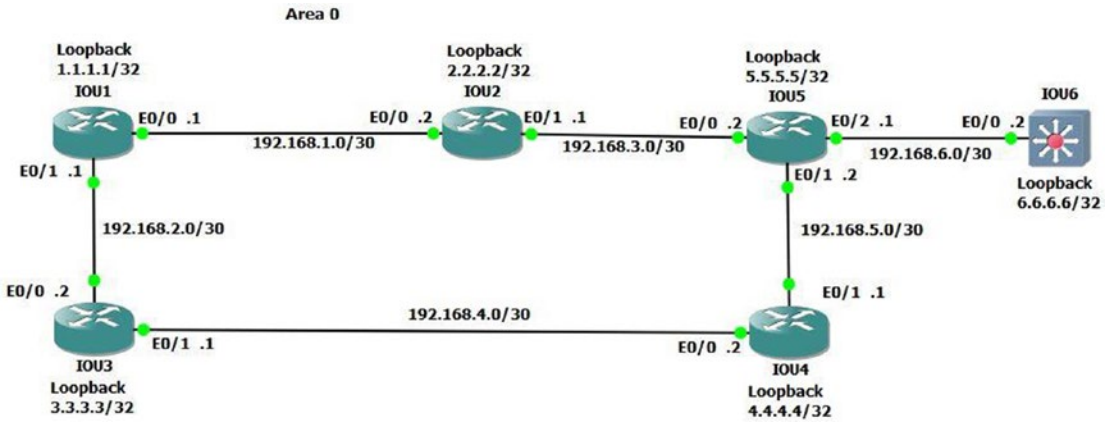 Area 0
Loopback
1.1.1.1/32
IOU1
Loopback
2.2.2.2/32
IOU2
Loopback
5.5.5.5/32
IOU5
IOU6
E0/0 .1
E0/0 .2
E0/1 .1
E0/0 .2
E0/2 .1
E0/0 .2
192.168.1.0/30
192.168.3.0/30
192.168.6.0/30
E0/1 .1
E0/1 .2
Loopback
6.6.6.6/32
192.168.2.0/30
192.168.5.0/30
E0/0 .2
E0/1 .1
192.168.4.0/30
E0/1 .1
E0/0 .2
IOU3
Loopback
3.3.3.3/32
IOU4
Loopback
4.4.4.4/32